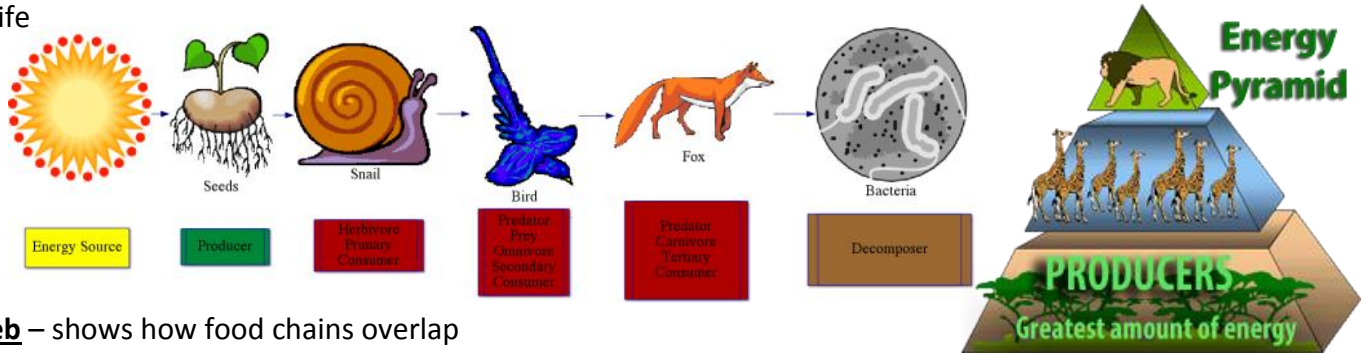 ife
Energy
Pyramid
Seeds
Snail
Bird
Fox
Bacteria
Energy Source
Producer
Herbivore
Primary
Consumer
Predator
Prey
Omnivore
Secondary
Consumer
Predator
Carnivore
Tertiary
Consumer
Decomposer
PRODUCERS
Greatest amount of energy
eb – shows how food chains overlap